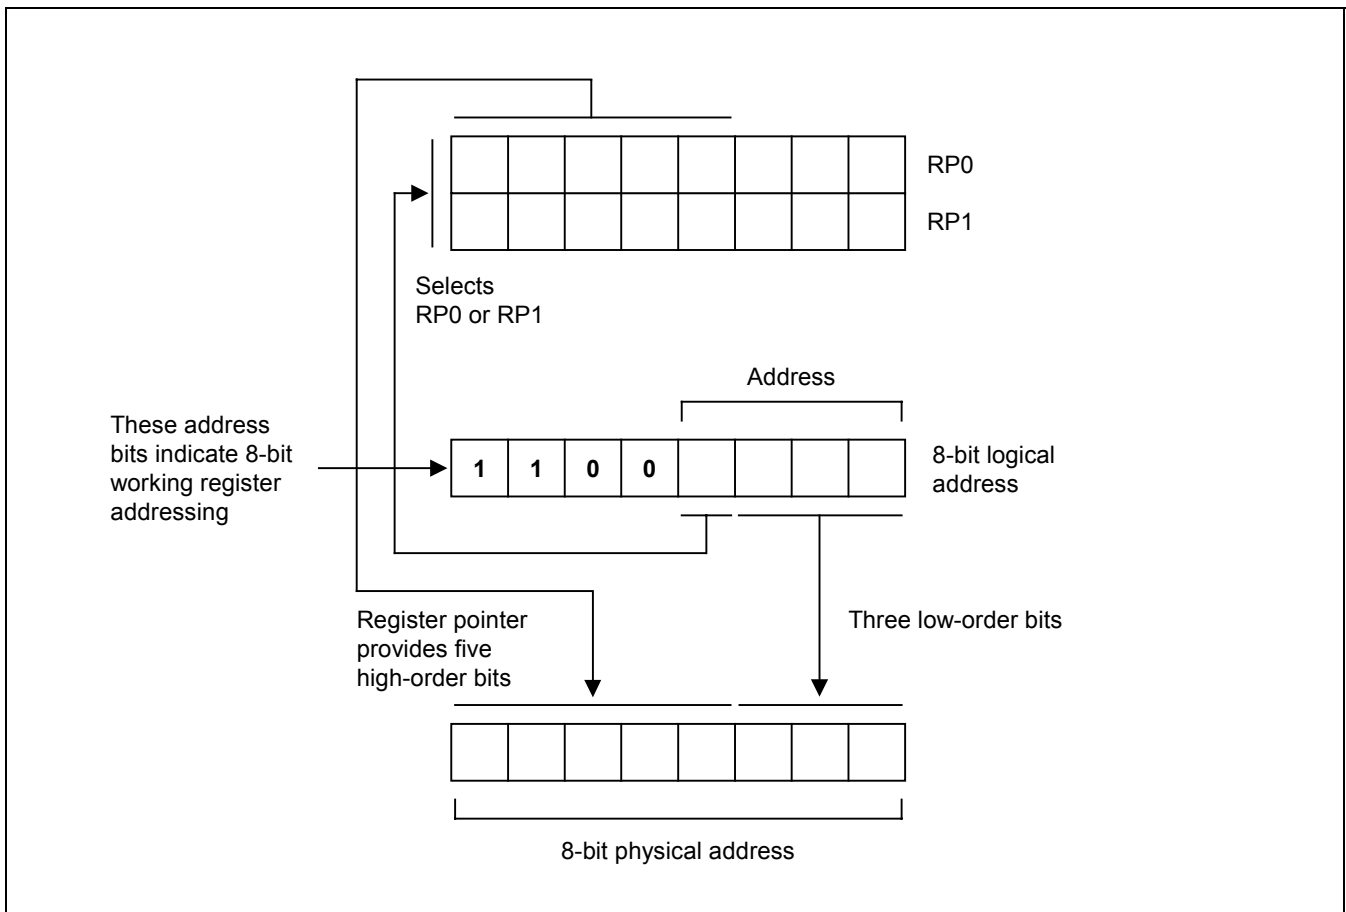 RP0
RP1
Selects
RP0 or RP1
Address
These address
bits indicate 8-bit
working register
addressing
1 1 0 0
8-bit logical
address
Register pointer
provides five
high-order bits
Three low-order bits
8-bit physical address